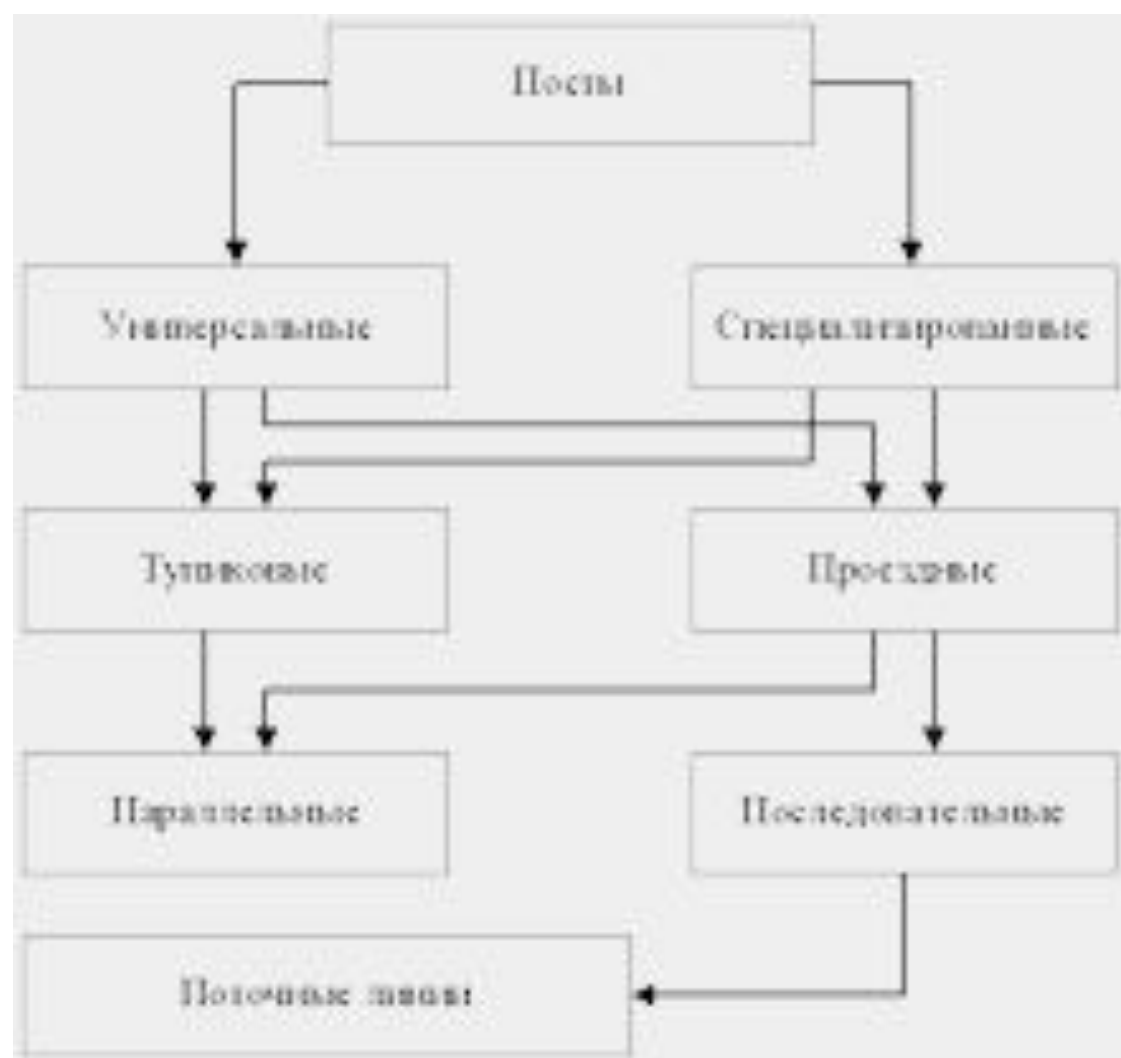 Посты
Универсальные
Специализированные
Тупиковые
Проездные
Параллельные
Последовательные
Поточные линии